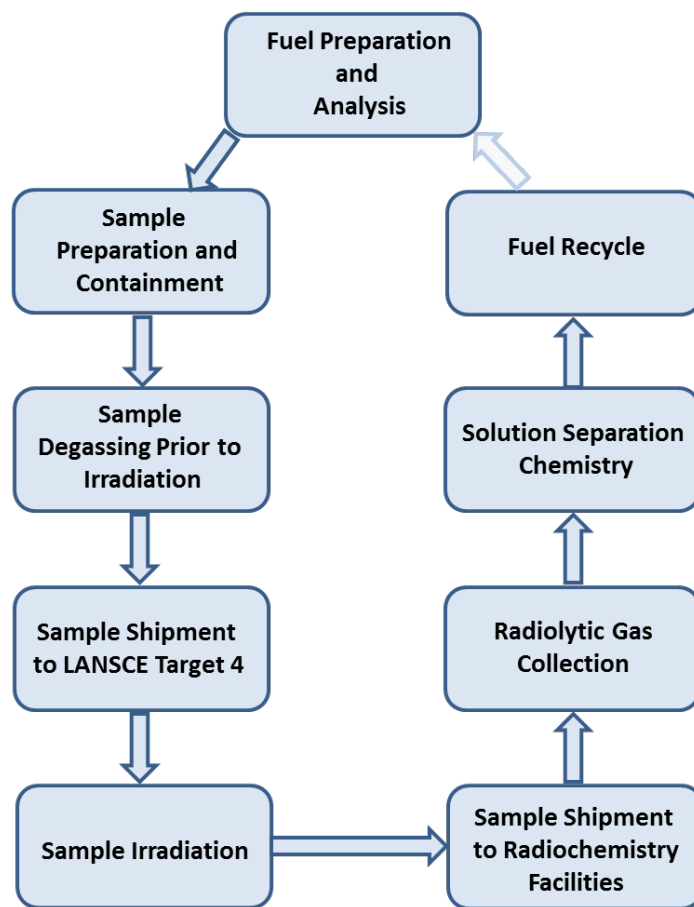 Fuel Preparation
and
Analysis
Sample
Preparation and
Containment
Sample
Degassing Prior to
Irradiation
Sample Shipment
to LANSCE Target 4
Sample Irradiation
Sample Shipment
to Radiochemistry
Facilities
Radiolytic Gas
Collection
Solution Separation
Chemistry
Fuel Recycle